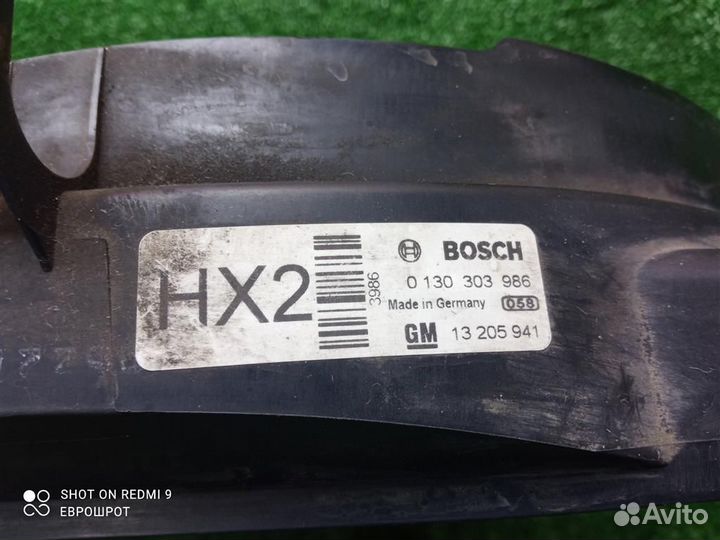 HX2
3986
BOSCH
0 130 303 986
Made in Germany 058
GM 13 205 941
SHOT ON REDMI 9
ЕВРОШРОТ
Avito